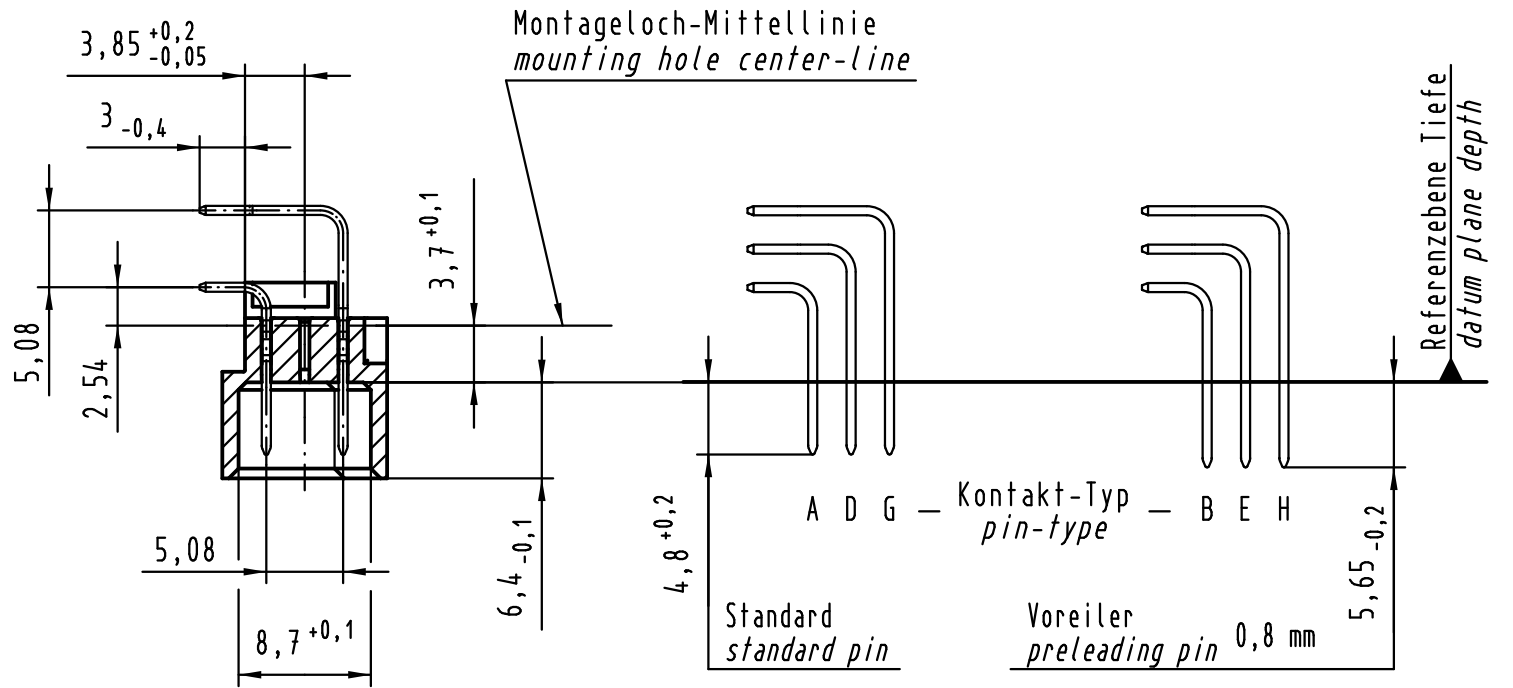 Montageloch-Mittellinie
mounting hole center-line
3,85 +0,2 -0,05
3 -0,4
5,08
2,54
3,7 +0,1
5,08
8,7 +0,1
6,4 -0,1
4,8 +0,2
A D G — Kontakt-Typ — B E H
pin-type
Standard
standard pin
Voreiler
preleading pin 0,8 mm
5,65 -0,2
Referenzebene Tiefe
datum plane depth